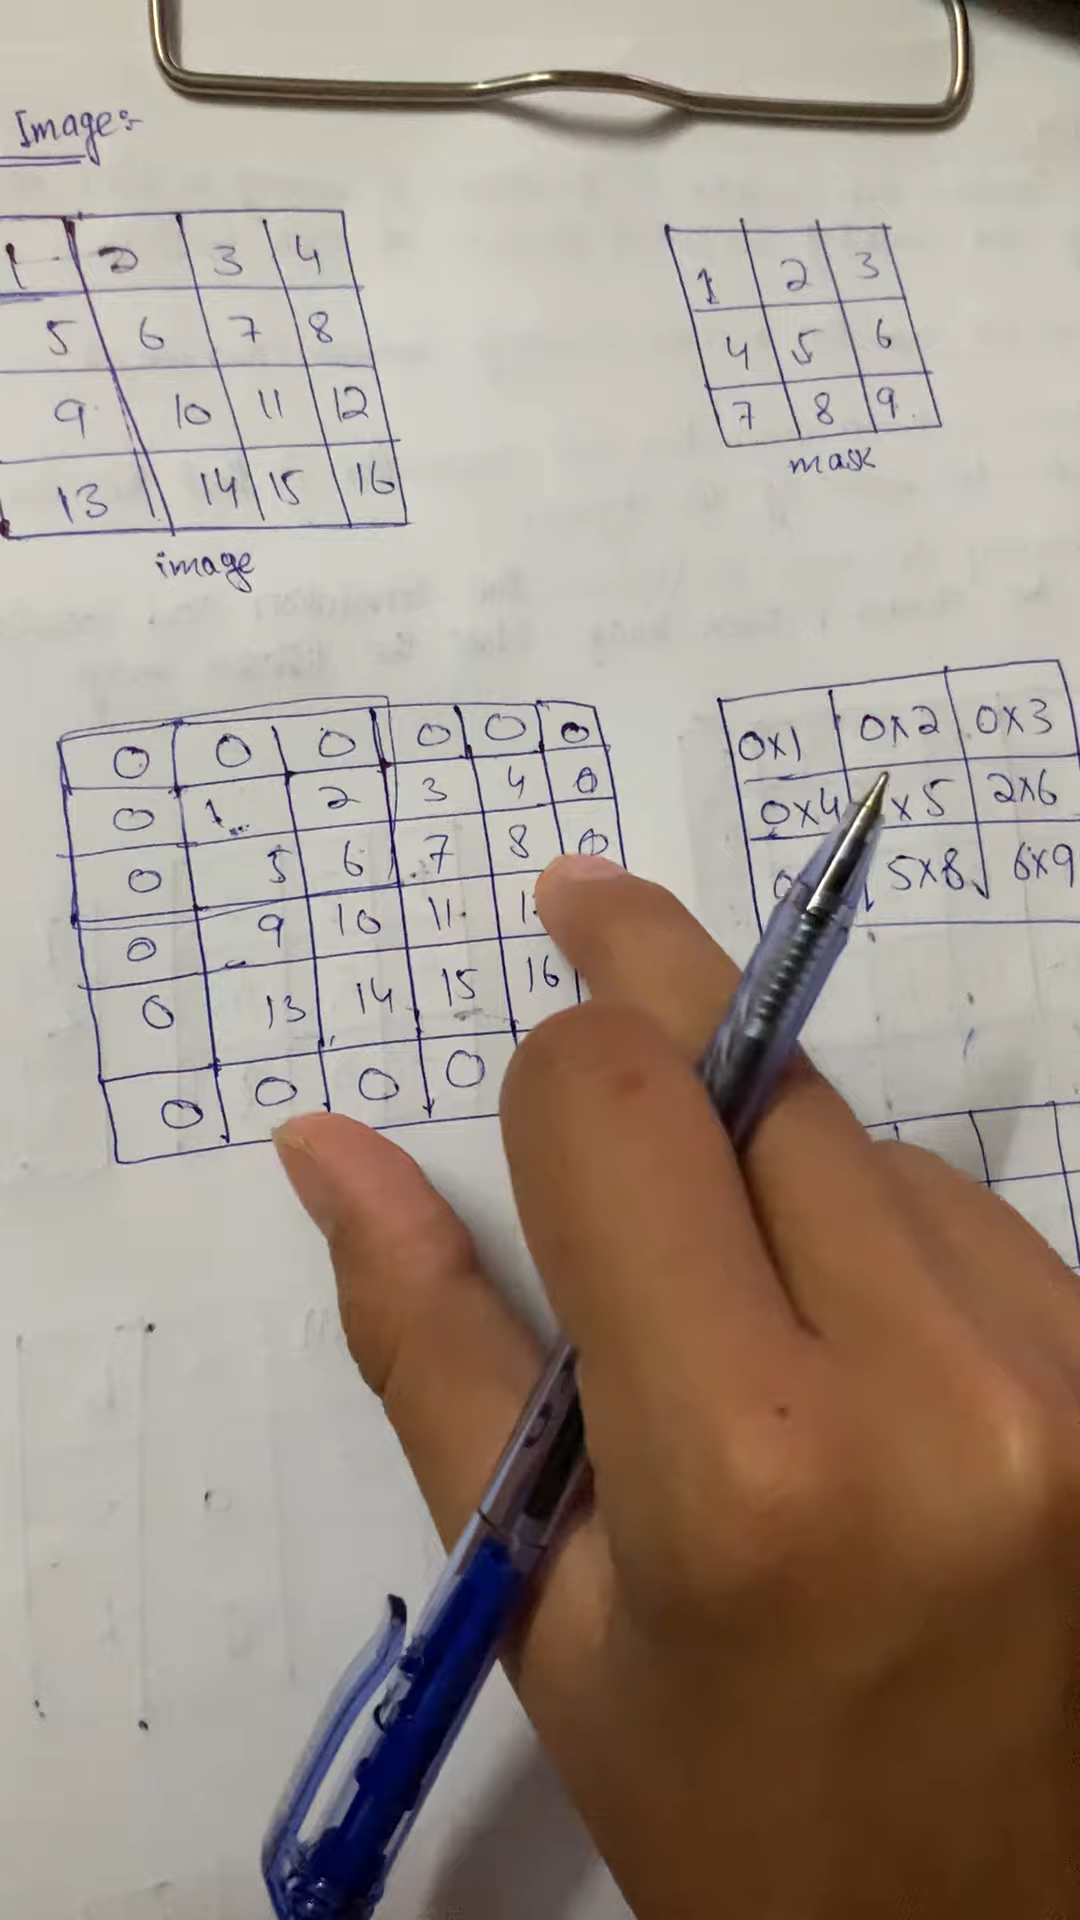 Image:-
1 2 3 4
5 6 7 8
9 10 11 12
13 14 15 16
image
1 2 3
4 5 6
7 8 9
mask
0 0 0 0 0 0
0 1 2 3 4 0
0 5 6 7 8 0
0 9 10 11
0 13 14 15 16
0 0 0 0
0x1 0x2 0x3
0x4 x5 2x6
5x8 6x9